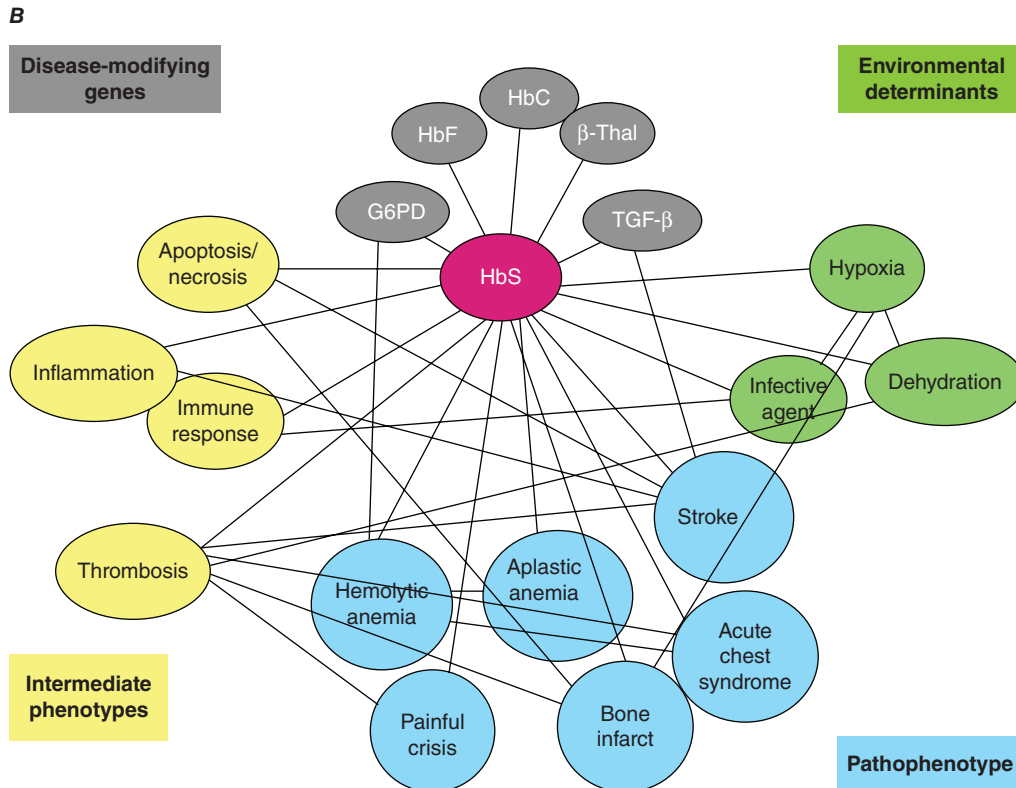 B
Disease-modifying
genes
Environmental
determinants
HbC
HbF
β-Thal
G6PD
TGF-β
Apoptosis/
necrosis
HbS
Hypoxia
Inflammation
Immune
response
Infective
agent
Dehydration
Stroke
Thrombosis
Hemolytic
anemia
Aplastic
anemia
Acute
chest
syndrome
Intermediate
phenotypes
Painful
crisis
Bone
infarct
Pathophenotype